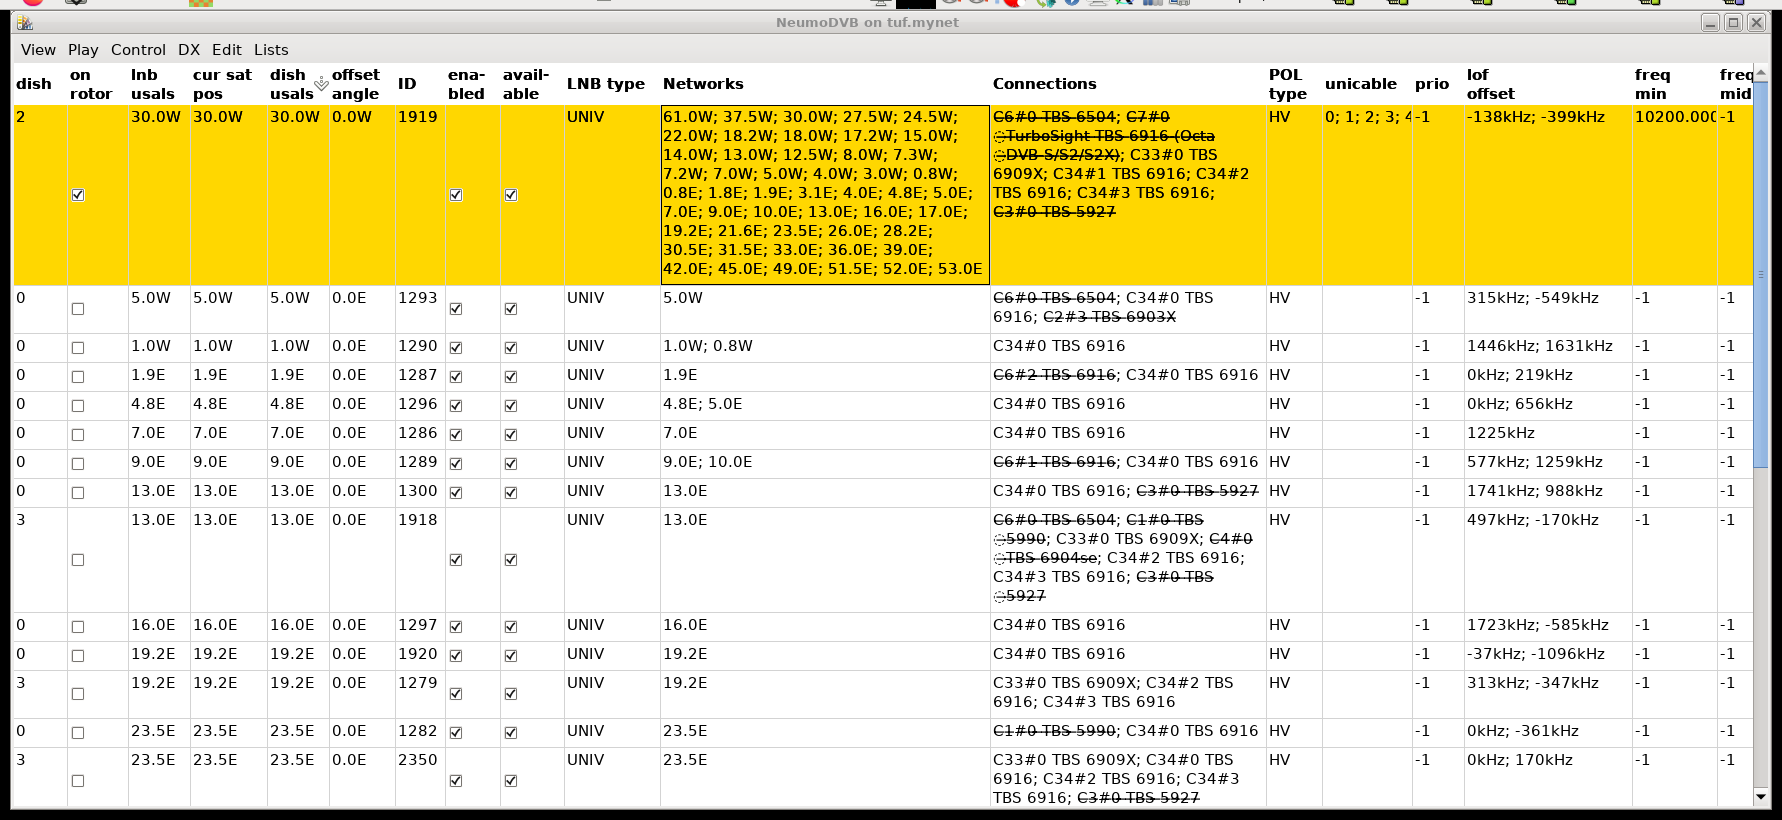 NeumoDVB on tuf.mynet
View Play Control DX Edit Lists
dish on rotor lnb usals cur sat pos dish usals offset angle ID ena-bled avail-able LNB type Networks Connections POL type unicable prio lof offset freq min freq mid
2 30.0W 30.0W 30.0W 0.0W 1919 UNIV 61.0W; 37.5W; 30.0W; 27.5W; 24.5W; C6#0 TBS 6504; C7#0 HV 0; 1; 2; 3; 4 -1 -138kHz; -399kHz 10200.000 -1
22.0W; 18.2W; 18.0W; 17.2W; 15.0W; TurboSight TBS 6916 (Octa
14.0W; 13.0W; 12.5W; 8.0W; 7.3W; DVB-S/S2/S2X); C33#0 TBS
7.2W; 7.0W; 5.0W; 4.0W; 3.0W; 0.8W; 6909X; C34#1 TBS 6916; C34#2
0.8E; 1.8E; 1.9E; 3.1E; 4.0E; 4.8E; 5.0E; TBS 6916; C34#3 TBS 6916;
7.0E; 9.0E; 10.0E; 13.0E; 16.0E; 17.0E; C3#0 TBS 5927
19.2E; 21.6E; 23.5E; 26.0E; 28.2E;
30.5E; 31.5E; 33.0E; 36.0E; 39.0E;
42.0E; 45.0E; 49.0E; 51.5E; 52.0E; 53.0E
0 5.0W 5.0W 5.0W 0.0E 1293 UNIV 5.0W C6#0 TBS 6504; C34#0 TBS HV -1 315kHz; -549kHz -1 -1
6916; C2#3 TBS 6903X
0 1.0W 1.0W 1.0W 0.0E 1290 UNIV 1.0W; 0.8W C34#0 TBS 6916 HV -1 1446kHz; 1631kHz -1 -1
0 1.9E 1.9E 1.9E 0.0E 1287 UNIV 1.9E C6#2 TBS 6916; C34#0 TBS 6916 HV -1 0kHz; 219kHz -1 -1
0 4.8E 4.8E 4.8E 0.0E 1296 UNIV 4.8E; 5.0E C34#0 TBS 6916 HV -1 0kHz; 656kHz -1 -1
0 7.0E 7.0E 7.0E 0.0E 1286 UNIV 7.0E C34#0 TBS 6916 HV -1 1225kHz -1 -1
0 9.0E 9.0E 9.0E 0.0E 1289 UNIV 9.0E; 10.0E C6#1 TBS 6916; C34#0 TBS 6916 HV -1 577kHz; 1259kHz -1 -1
0 13.0E 13.0E 13.0E 0.0E 1300 UNIV 13.0E C34#0 TBS 6916; C3#0 TBS 5927 HV -1 1741kHz; 988kHz -1 -1
3 13.0E 13.0E 13.0E 0.0E 1918 UNIV 13.0E C6#0 TBS 6504; C1#0 TBS HV -1 497kHz; -170kHz -1 -1
5990; C33#0 TBS 6909X; C4#0
TBS 6904se; C34#2 TBS 6916;
C34#3 TBS 6916; C3#0 TBS
5927
0 16.0E 16.0E 16.0E 0.0E 1297 UNIV 16.0E C34#0 TBS 6916 HV -1 1723kHz; -585kHz -1 -1
0 19.2E 19.2E 19.2E 0.0E 1920 UNIV 19.2E C34#0 TBS 6916 HV -1 -37kHz; -1096kHz -1 -1
3 19.2E 19.2E 19.2E 0.0E 1279 UNIV 19.2E C33#0 TBS 6909X; C34#2 TBS HV -1 313kHz; -347kHz -1 -1
6916; C34#3 TBS 6916
0 23.5E 23.5E 23.5E 0.0E 1282 UNIV 23.5E C1#0 TBS 5990; C34#0 TBS 6916 HV -1 0kHz; -361kHz -1 -1
3 23.5E 23.5E 23.5E 0.0E 2350 UNIV 23.5E C33#0 TBS 6909X; C34#0 TBS HV -1 0kHz; 170kHz -1 -1
6916; C34#2 TBS 6916; C34#3
TBS 6916; C3#0 TBS 5927